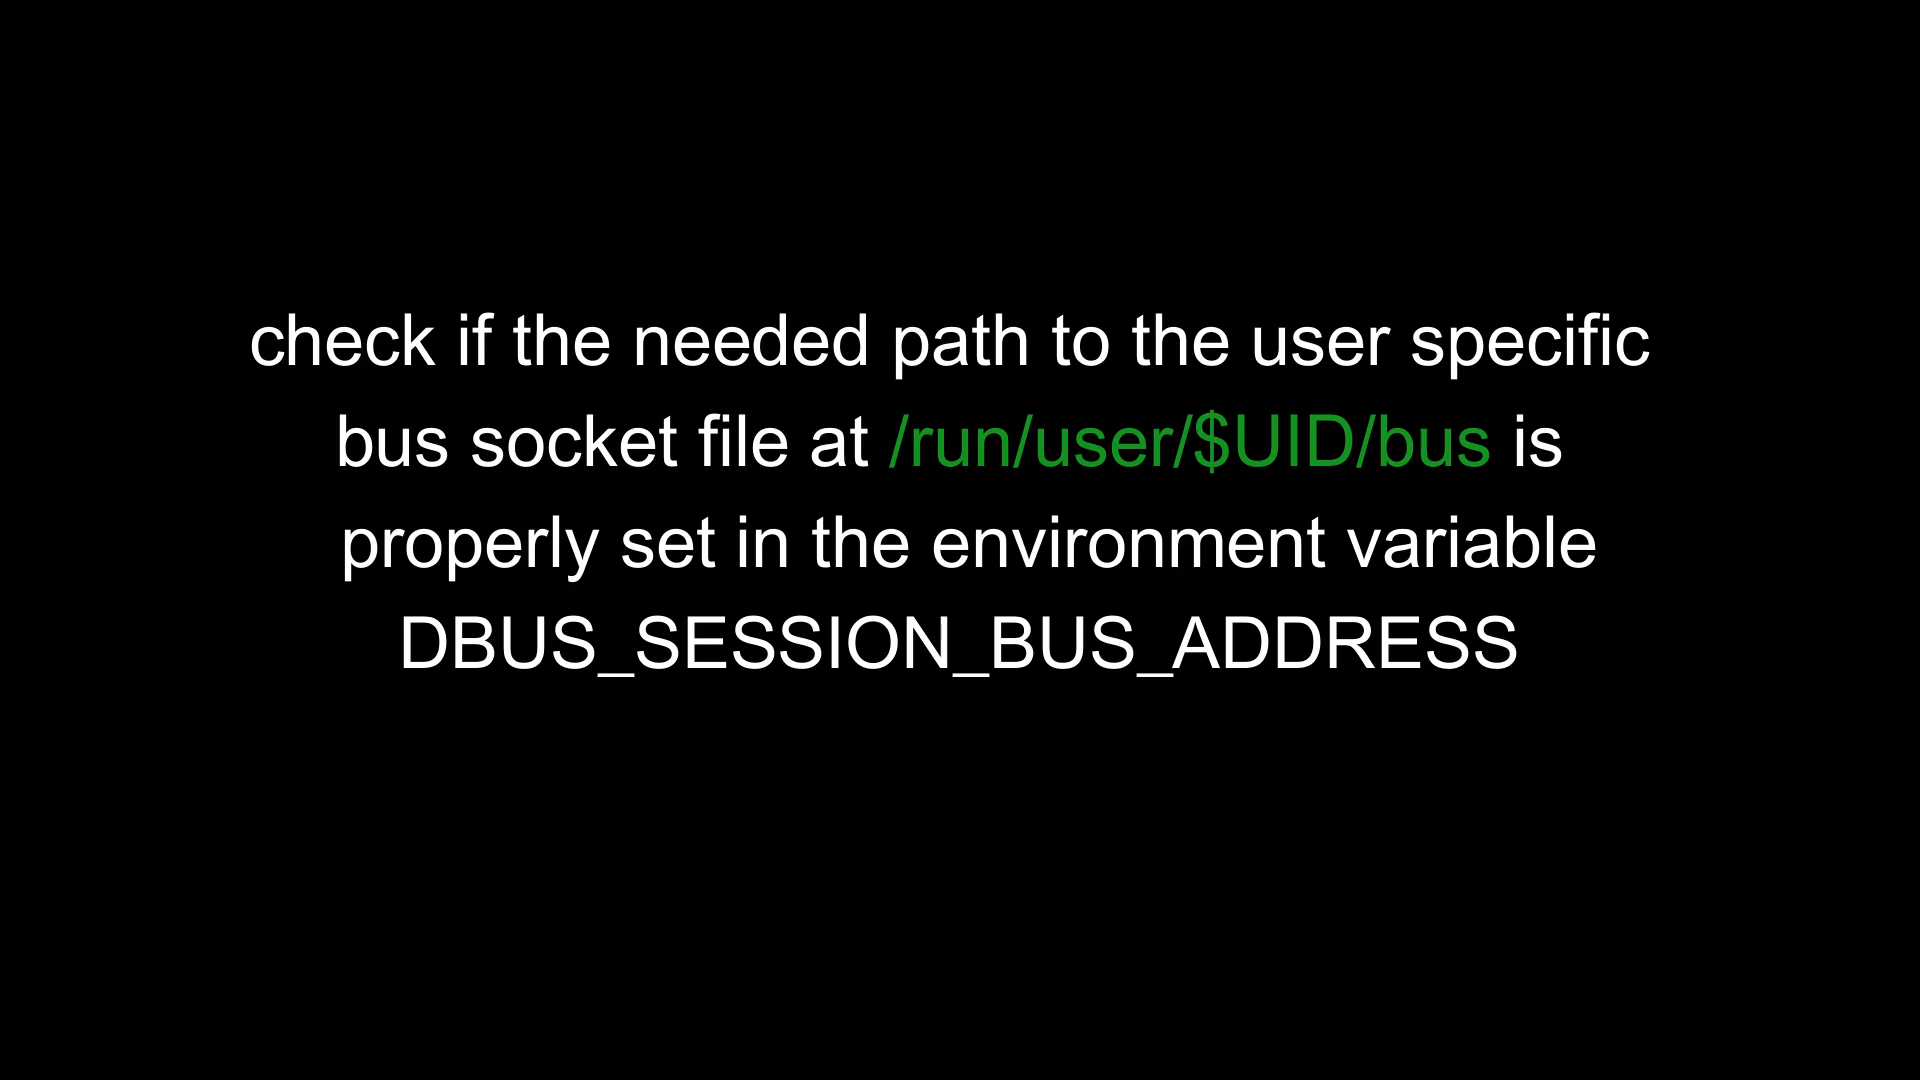 check if the needed path to the user specific
bus socket file at /run/user/$UID/bus is
properly set in the environment variable
DBUS_SESSION_BUS_ADDRESS